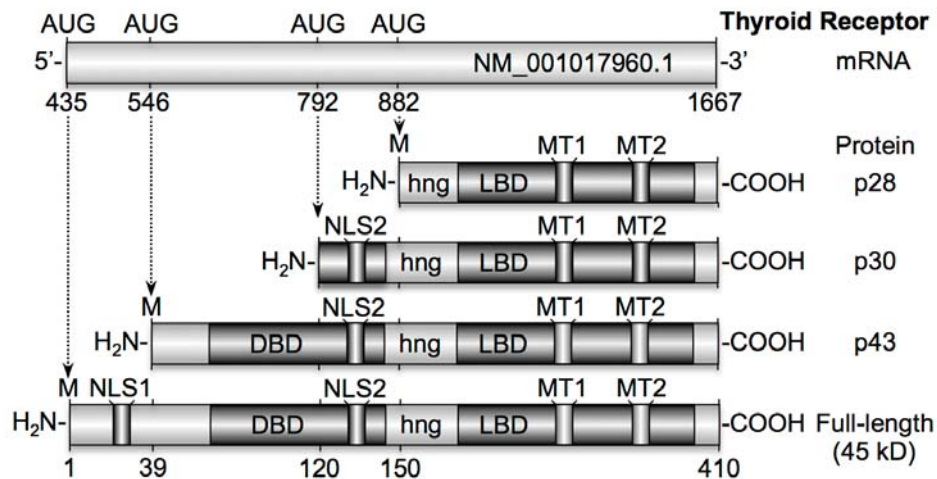 AUG AUG AUG AUG Thyroid Receptor
5'- NM_001017960.1 -3' mRNA
435 546 792 882 1667
M MT1 MT2 Protein
H₂N- hng LBD -COOH p28
NLS2 MT1 MT2
H₂N- hng LBD -COOH p30
M NLS2 MT1 MT2
H₂N- DBD hng LBD -COOH p43
M NLS1 NLS2 MT1 MT2
H₂N- DBD hng LBD -COOH Full-length
(45 kD)
1 39 120 150 410